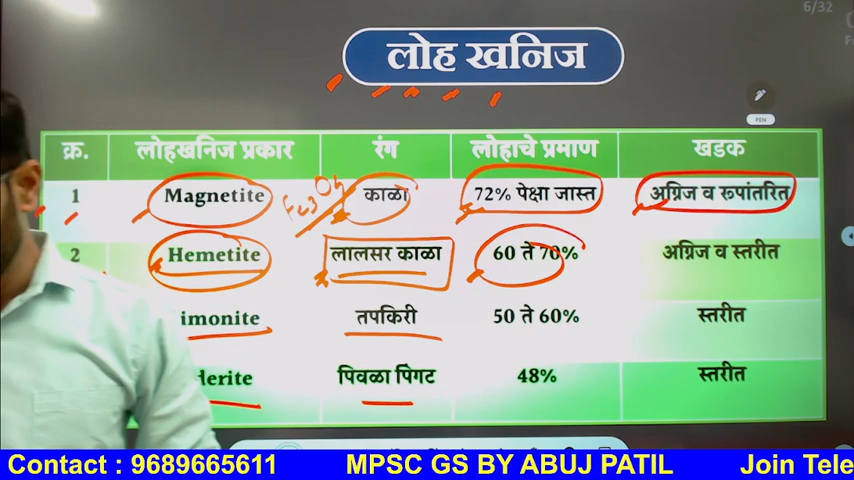 6/32
लोह खनिज
PEN
क्र. लोहखनिज प्रकार रंग लोहाचे प्रमाण खडक
1 Magnetite Fe3O4 काळा 72% पेक्षा जास्त अग्निज व रूपांतरित
2 Hemetite लालसर काळा 60 ते 70% अग्निज व स्तरीत
imonite तपकिरी 50 ते 60% स्तरीत
derite पिवळा पिंगट 48% स्तरीत
Contact : 9689665611 MPSC GS BY ABUJ PATIL Join Tele